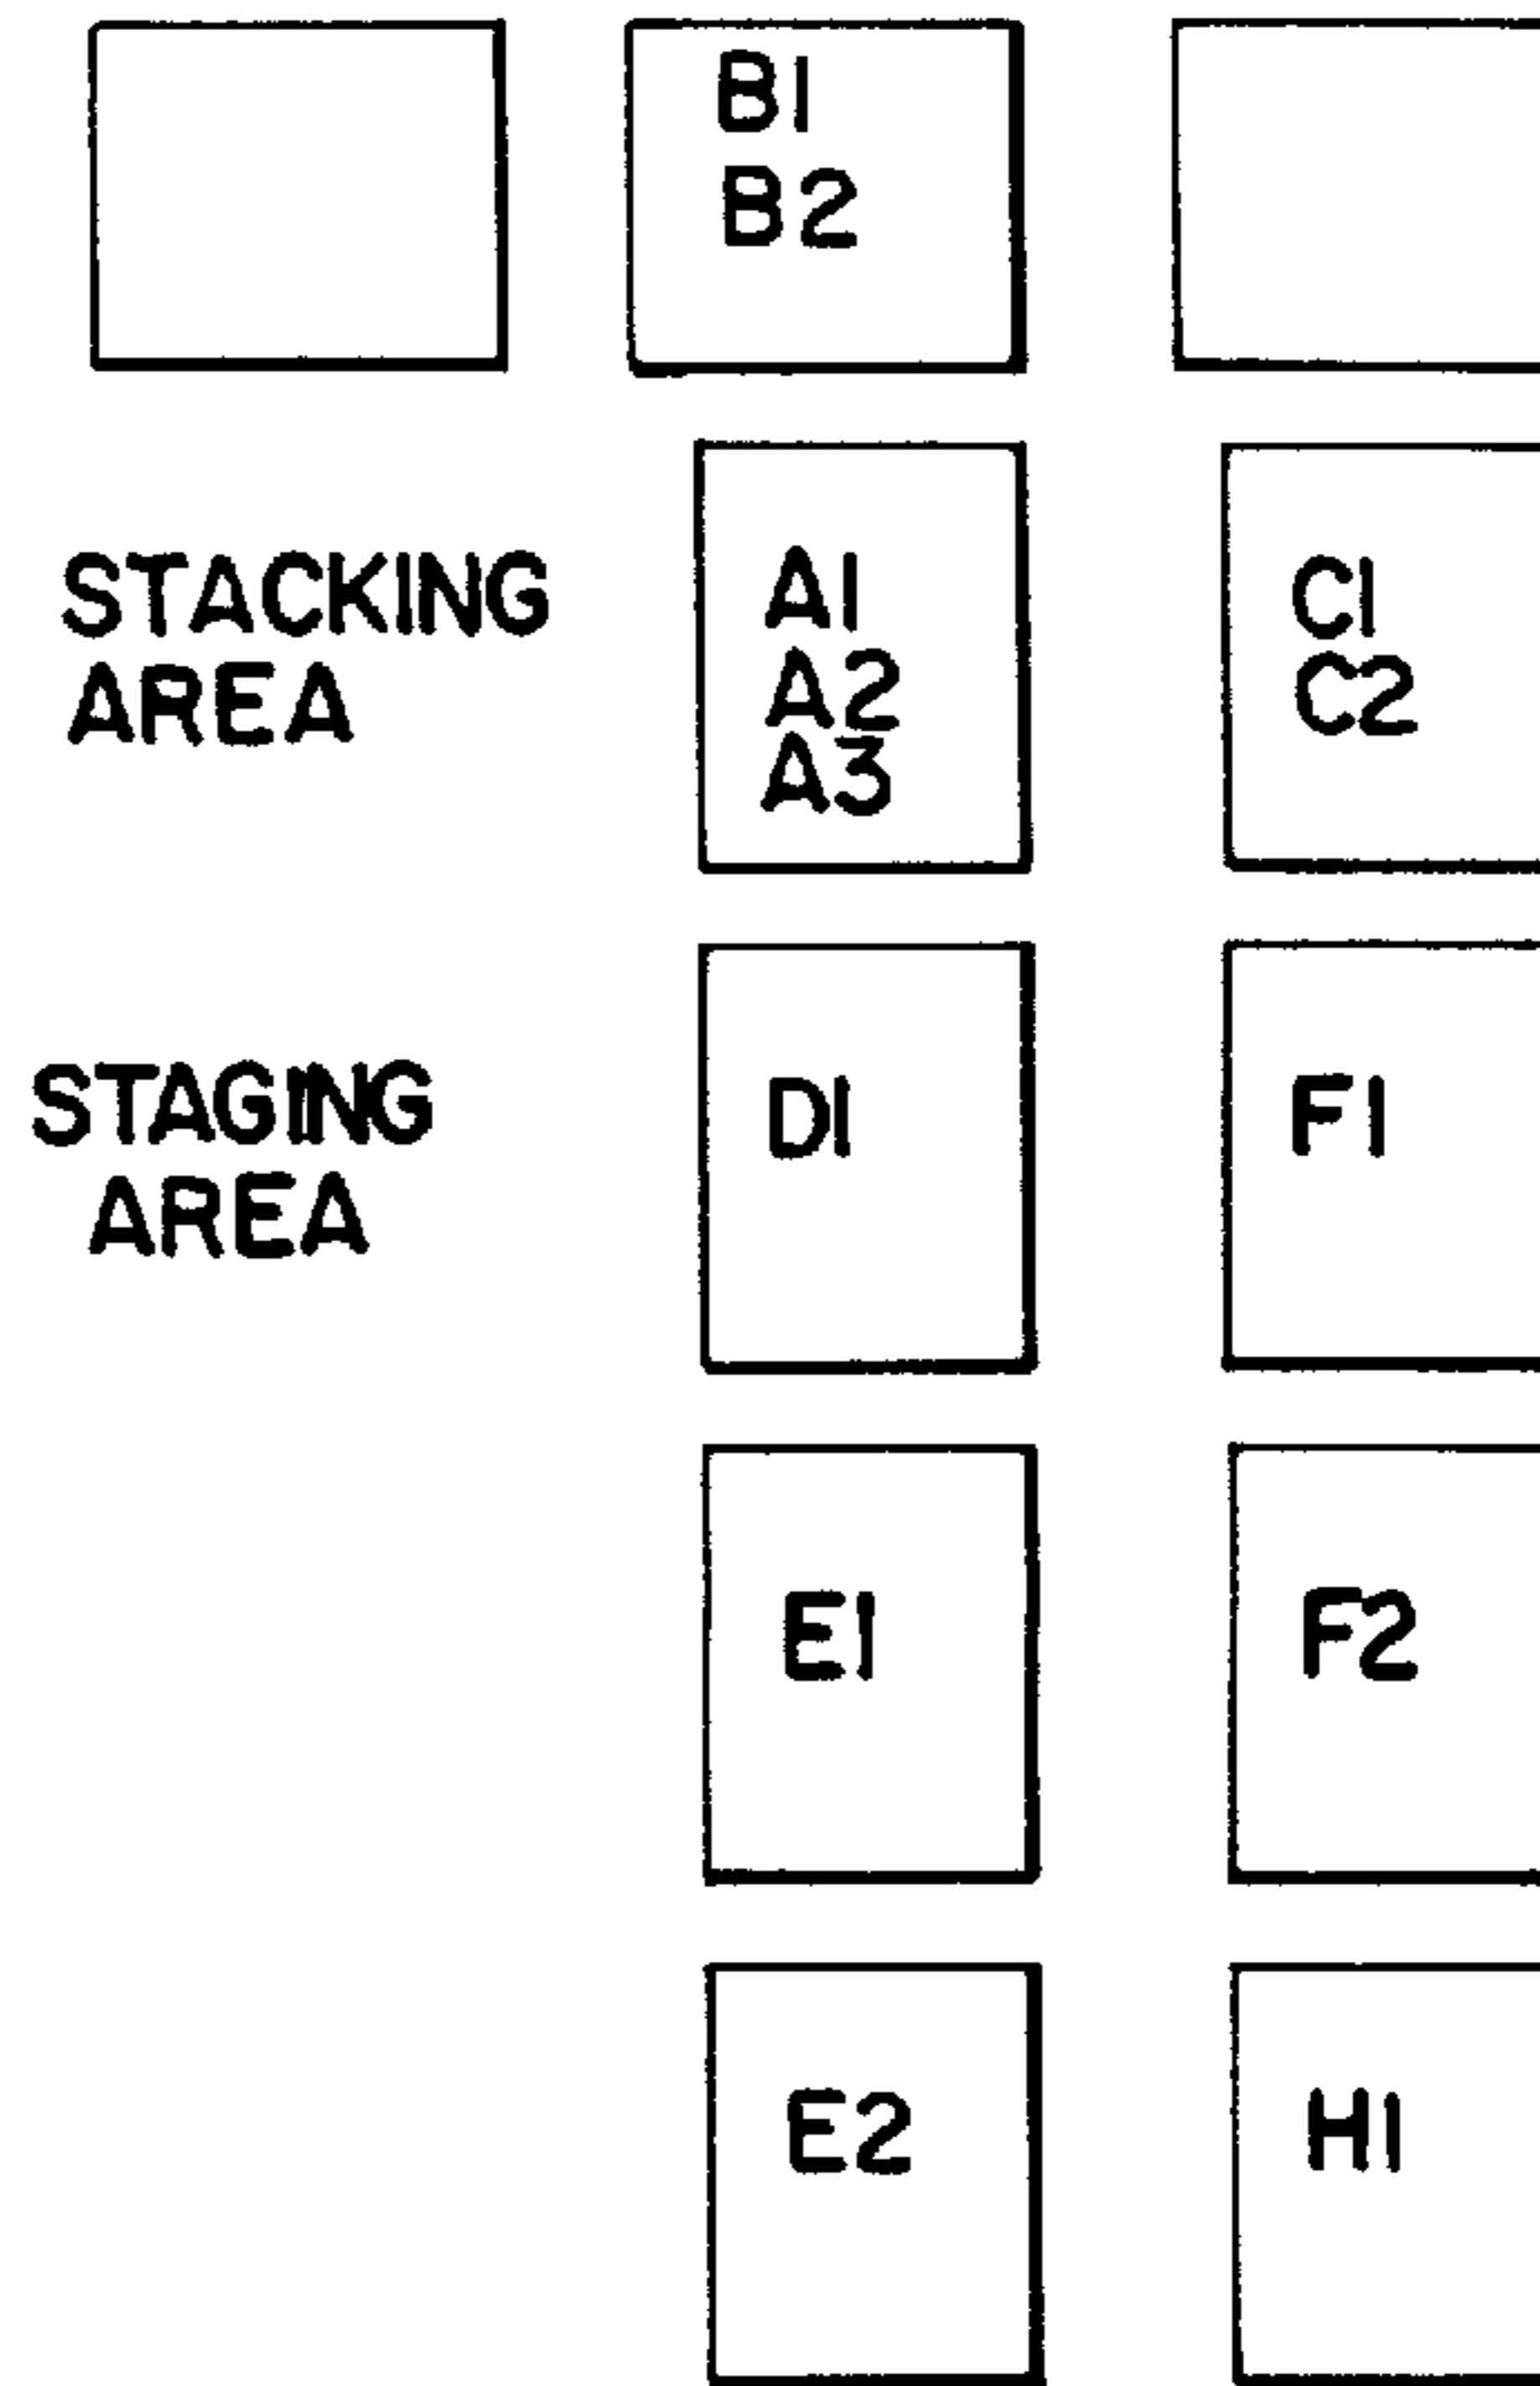 B1
B2
STACKING
AREA
A1
A2
A3
C1
C2
STAGING
AREA
D1
F1
E1
F2
E2
H1